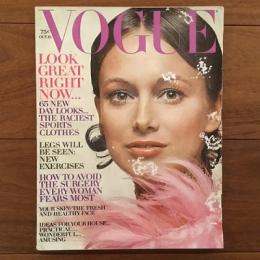 VOGUE
75¢
OCT 15
LOOK
GREAT
RIGHT
NOW...
65 NEW
DAY LOOKS...
THE RACIEST
SPORTS
CLOTHES
LEGS WILL
BE SEEN:
NEW
EXERCISES
HOW TO AVOID
THE SURGERY
EVERY WOMAN
FEARS MOST
YOUR SKIN/THE FRESH
AND HEALTHY FACE
IDEAS FOR YOUR HOUSE...
PRACTICAL...
WONDERFUL...
AMUSING